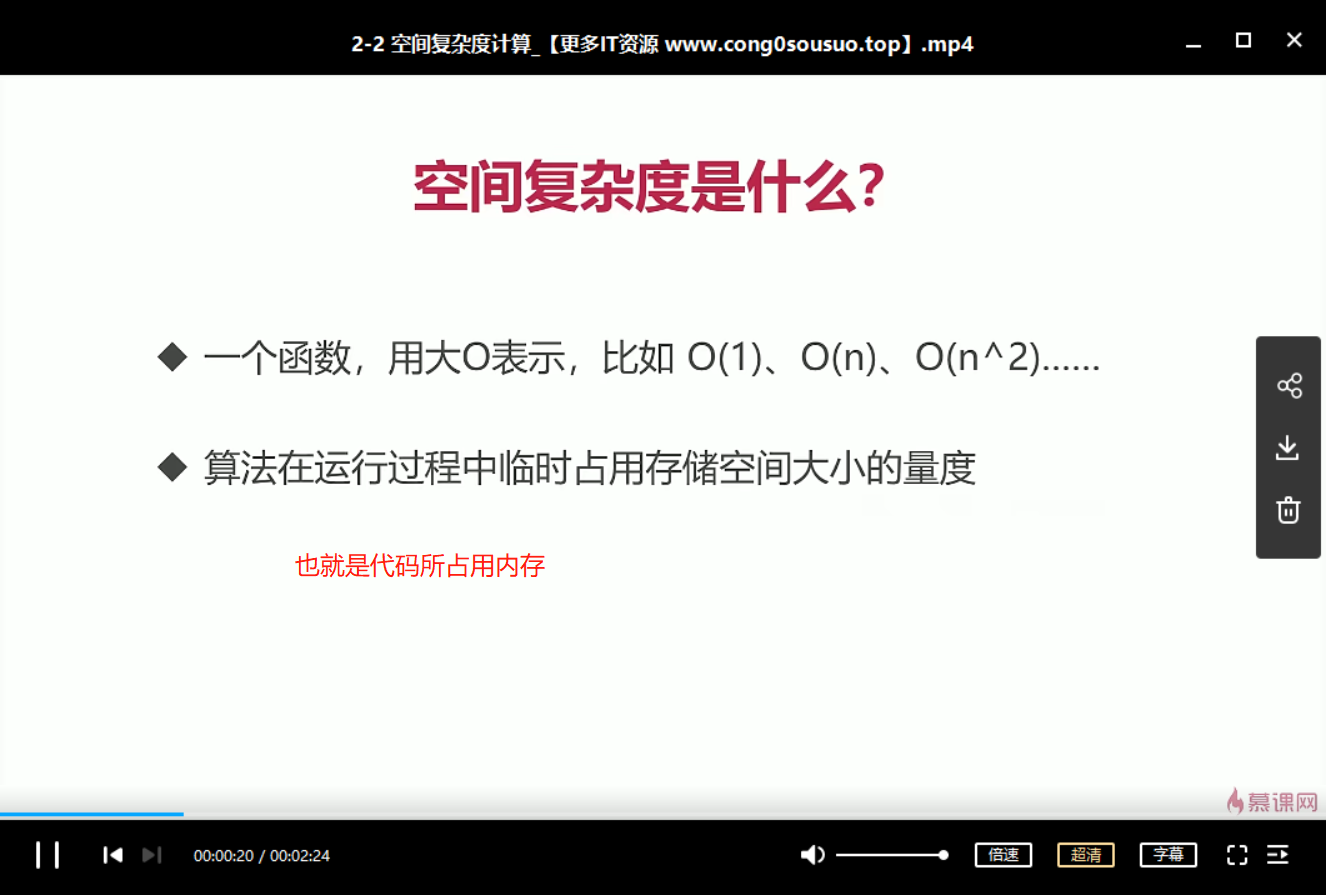 2-2 空间复杂度计算_【更多IT资源 www.cong0sousuo.top】.mp4
空间复杂度是什么？
◆ 一个函数，用大O表示，比如 O(1)、O(n)、O(n^2)……
◆ 算法在运行过程中临时占用存储空间大小的量度
也就是代码所占用内存
慕课网
00:00:20 / 00:02:24
倍速
超清
字幕